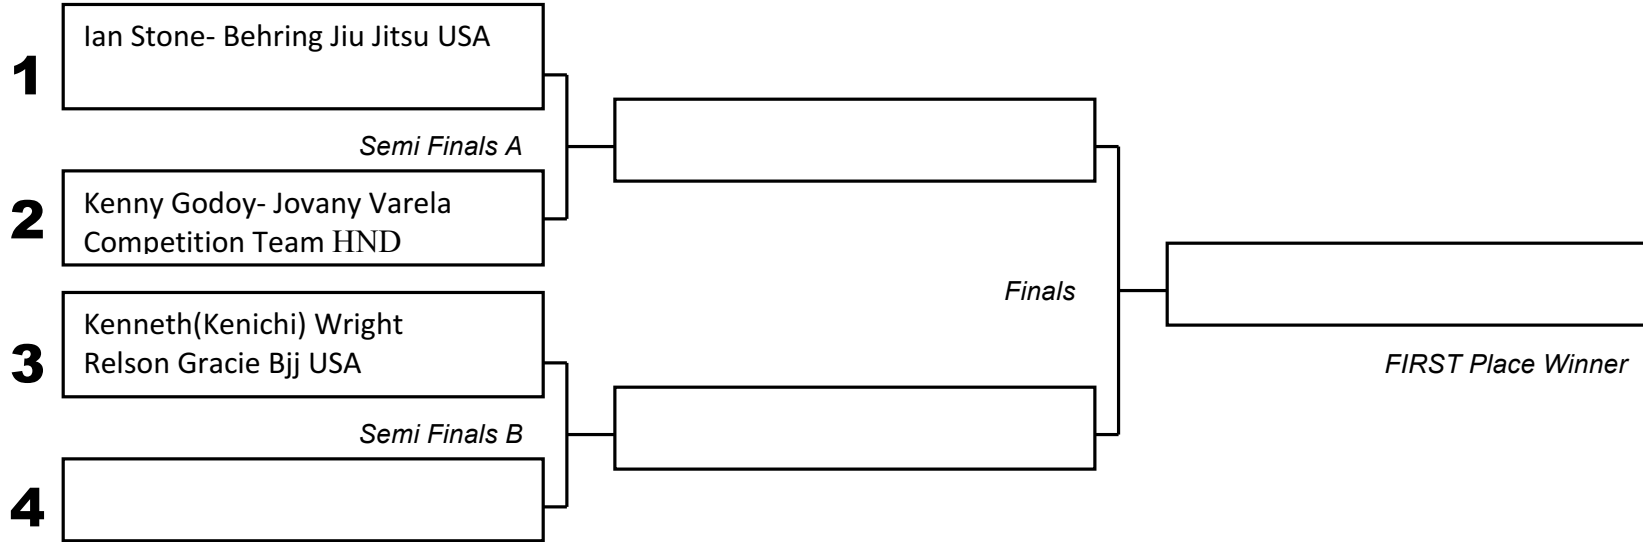 1
Ian Stone- Behring Jiu Jitsu USA
Semi Finals A
2
Kenny Godoy- Jovany Varela
Competition Team HND
3
Kenneth(Kenichi) Wright
Relson Gracie Bjj USA
Semi Finals B
4
Finals
FIRST Place Winner